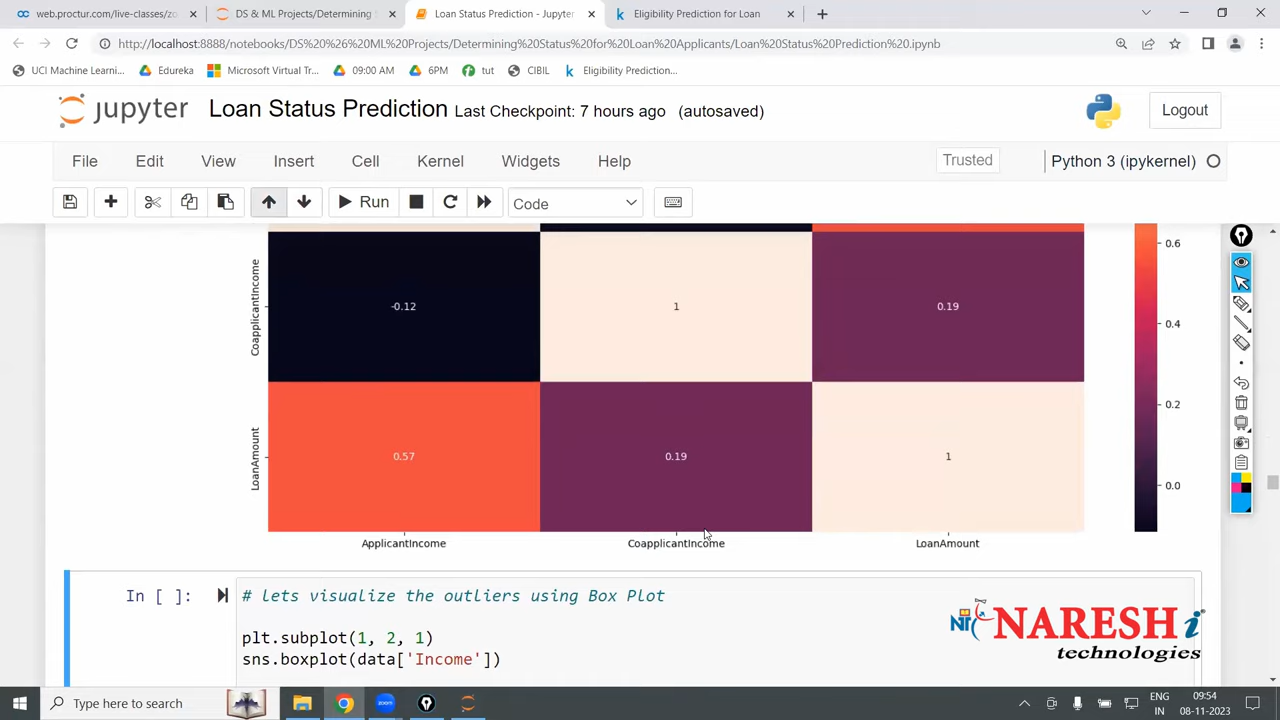 web.proctur.com/live-classes/zo
DS & ML Projects/Determining S
Loan Status Prediction - Jupyter
Eligibility Prediction for Loan
http://localhost:8888/notebooks/DS%20%26%20ML%20Projects/Determining%20Status%20for%20Loan%20Applicants/Loan%20Status%20Prediction%20.ipynb
UCI Machine Learni...
Edureka
Microsoft Virtual Tr...
09:00 AM
6PM
tut
CIBIL
Eligibility Prediction...
jupyter
Loan Status Prediction Last Checkpoint: 7 hours ago (autosaved)
Logout
File Edit View Insert Cell Kernel Widgets Help
Trusted
Python 3 (ipykernel)
Run
Code
CoapplicantIncome
-0.12
1
0.19
0.6
0.4
LoanAmount
0.57
0.19
1
0.2
0.0
ApplicantIncome
CoapplicantIncome
LoanAmount
In [ ]:
# lets visualize the outliers using Box Plot
plt.subplot(1, 2, 1)
sns.boxplot(data['Income'])
NARESH i
technologies
Type here to search
zoom
ENG
IN
09:54
08-11-2023